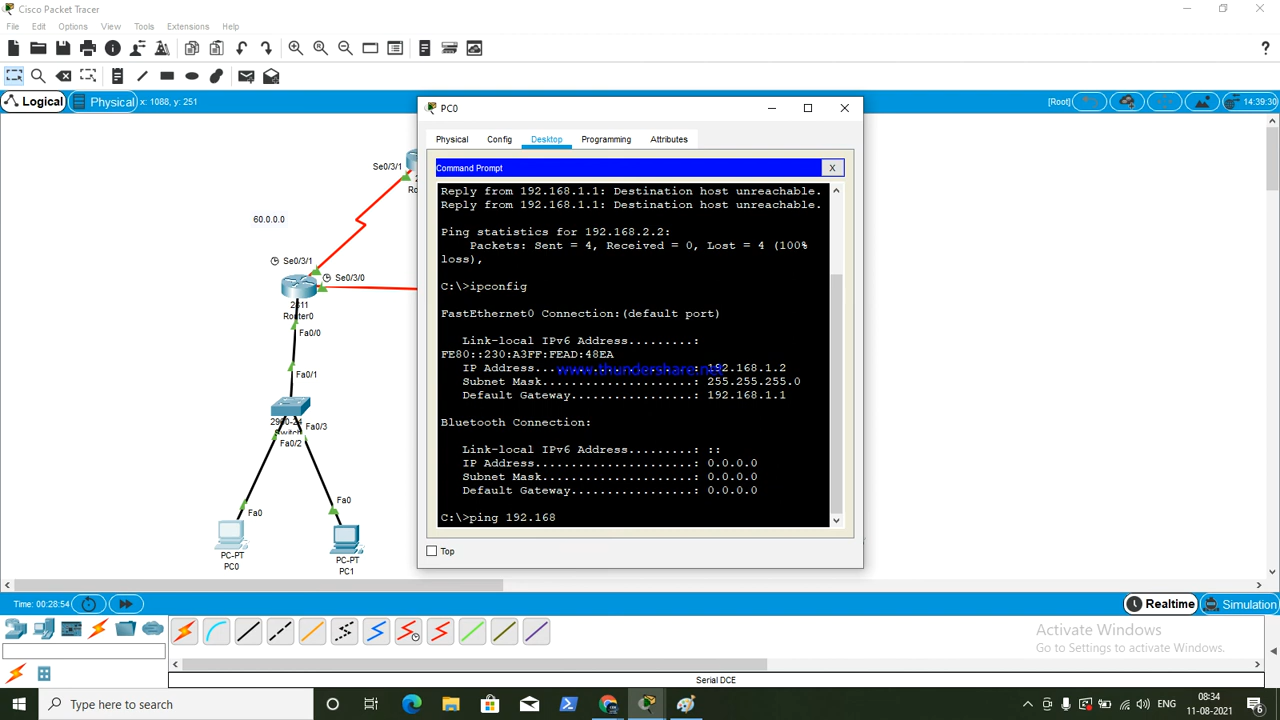 Cisco Packet Tracer
File Edit Options View Tools Extensions Help
Logical Physical x: 1088, y: 251 [Root] 14:39:30
Se0/3/1
60.0.0.0
Se0/3/1
Se0/3/0
2811
Router0
Fa0/0
Fa0/1
Switch
Fa0/3
Fa0/2
Fa0
Fa0
PC-PT
PC0
PC-PT
PC1
PC0
Physical Config Desktop Programming Attributes
Command Prompt X
Reply from 192.168.1.1: Destination host unreachable.
Reply from 192.168.1.1: Destination host unreachable.
Ping statistics for 192.168.2.2:
Packets: Sent = 4, Received = 0, Lost = 4 (100%
loss),
C:\>ipconfig
FastEthernet0 Connection:(default port)
Link-local IPv6 Address.........:
FE80::230:A3FF:FEAD:48EA
IP Address......................: 192.168.1.2
www.thundershare.net
Subnet Mask.....................: 255.255.255.0
Default Gateway.................: 192.168.1.1
Bluetooth Connection:
Link-local IPv6 Address.........: ::
IP Address......................: 0.0.0.0
Subnet Mask.....................: 0.0.0.0
Default Gateway.................: 0.0.0.0
C:\>ping 192.168
Top
Time: 00:28:54 Realtime Simulation
Activate Windows
Go to Settings to activate Windows.
Serial DCE
Type here to search
ENG
08:34
11-08-2021
6